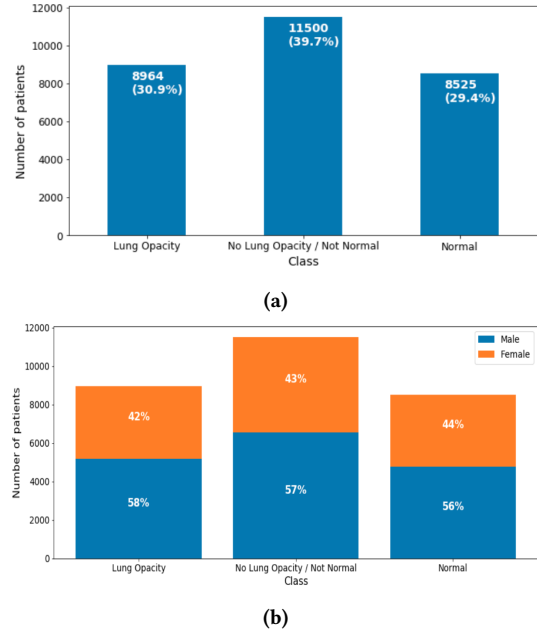 12000
10000
8000
6000
4000
2000
0
Number of patients
8964
(30.9%)
11500
(39.7%)
8525
(29.4%)
Lung Opacity
No Lung Opacity / Not Normal
Normal
Class
(a)
12000
10000
8000
6000
4000
2000
0
Number of patients
Male
Female
42%
43%
44%
58%
57%
56%
Lung Opacity
No Lung Opacity / Not Normal
Normal
Class
(b)